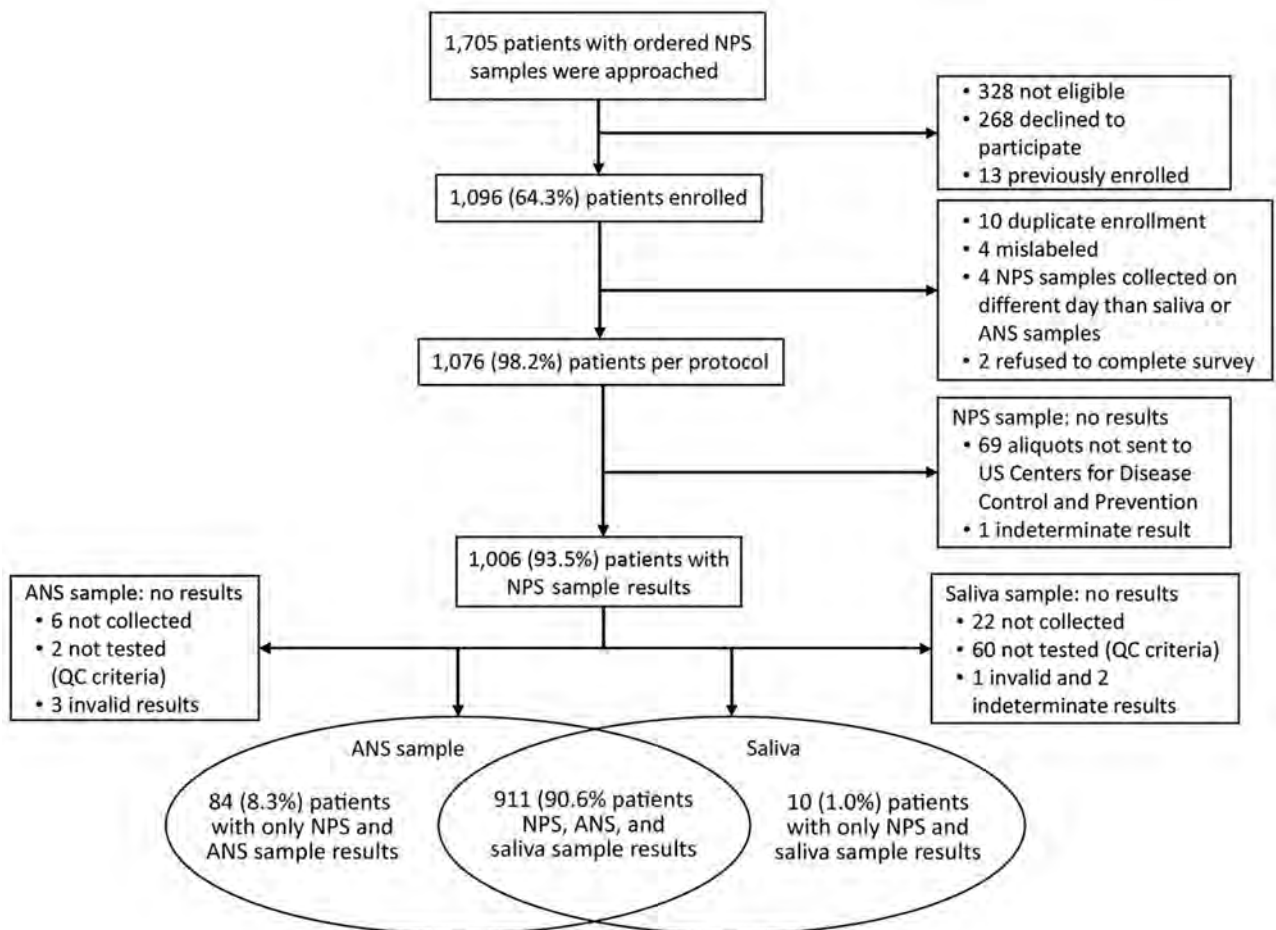 1,705 patients with ordered NPS
samples were approached
• 328 not eligible
• 268 declined to
participate
• 13 previously enrolled
1,096 (64.3%) patients enrolled
• 10 duplicate enrollment
• 4 mislabeled
• 4 NPS samples collected on
different day than saliva or
ANS samples
• 2 refused to complete survey
1,076 (98.2%) patients per protocol
NPS sample: no results
• 69 aliquots not sent to
US Centers for Disease
Control and Prevention
• 1 indeterminate result
1,006 (93.5%) patients with
NPS sample results
ANS sample: no results
• 6 not collected
• 2 not tested
(QC criteria)
• 3 invalid results
Saliva sample: no results
• 22 not collected
• 60 not tested (QC criteria)
• 1 invalid and 2
indeterminate results
ANS sample
84 (8.3%) patients
with only NPS and
ANS sample results
911 (90.6% patients
NPS, ANS, and
saliva sample results
Saliva
10 (1.0%) patients
with only NPS and
saliva sample results